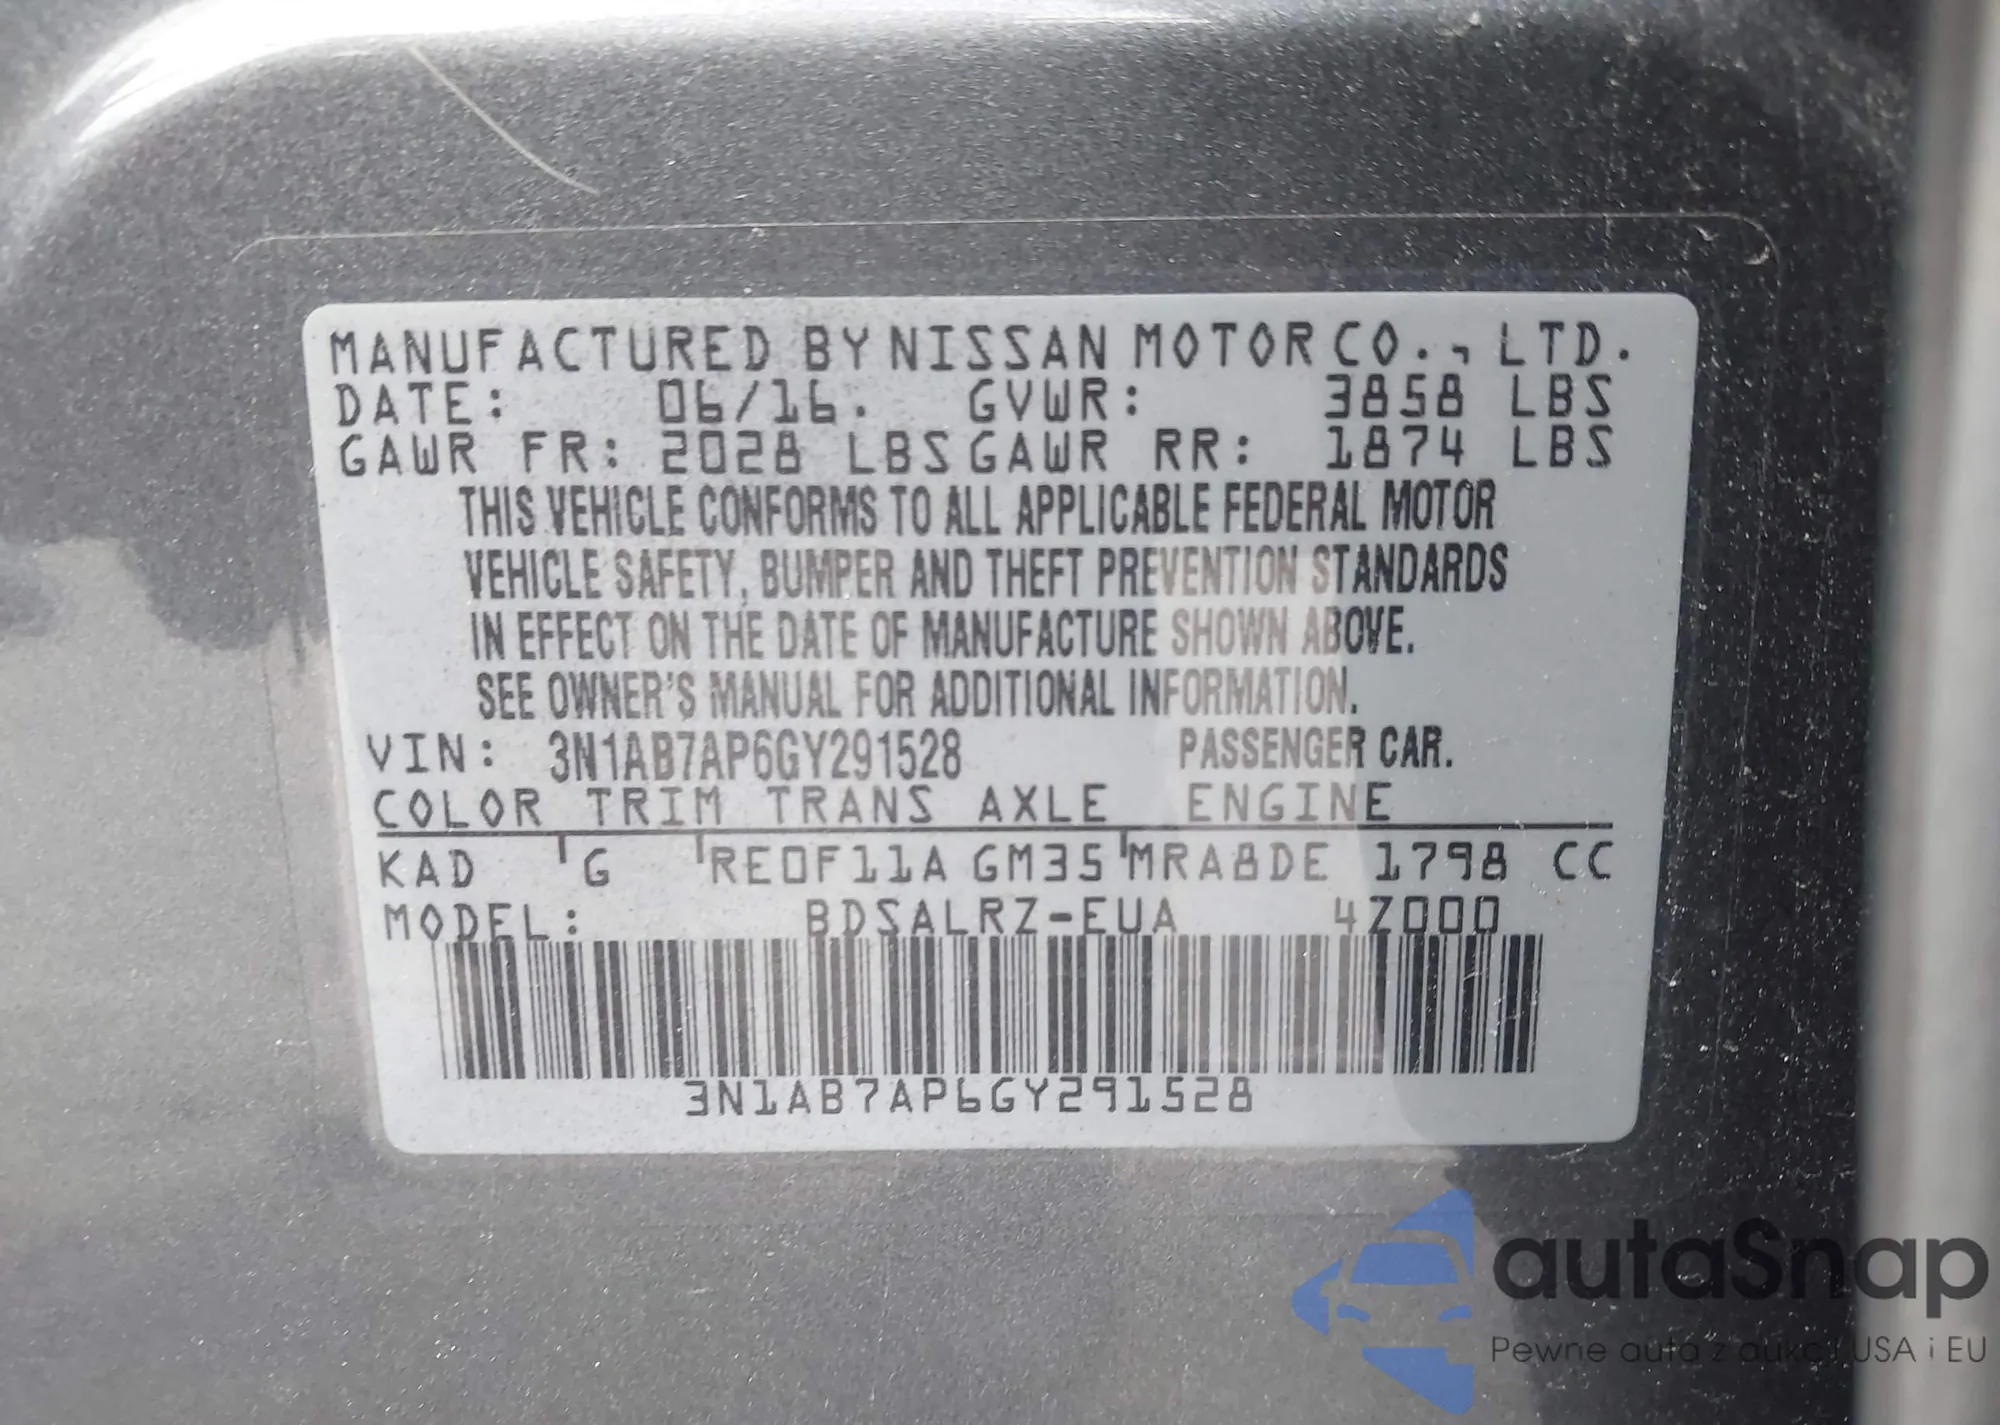 MANUFACTURED BY NISSAN MOTOR CO., LTD.
DATE: 06/16. GVWR: 3858 LBS
GAWR FR: 2028 LBS GAWR RR: 1874 LBS
THIS VEHICLE CONFORMS TO ALL APPLICABLE FEDERAL MOTOR
VEHICLE SAFETY, BUMPER AND THEFT PREVENTION STANDARDS
IN EFFECT ON THE DATE OF MANUFACTURE SHOWN ABOVE.
SEE OWNER'S MANUAL FOR ADDITIONAL INFORMATION.
VIN: 3N1AB7AP6GY291528 PASSENGER CAR.
COLOR TRIM TRANS AXLE ENGINE
KAD G RE0F11A GM35 MRA8DE 1798 CC
MODEL: BDSALRZ-EUA 4Z000
3N1AB7AP6GY291528
autaSnap
Pewne auta z aukcji USA i EU